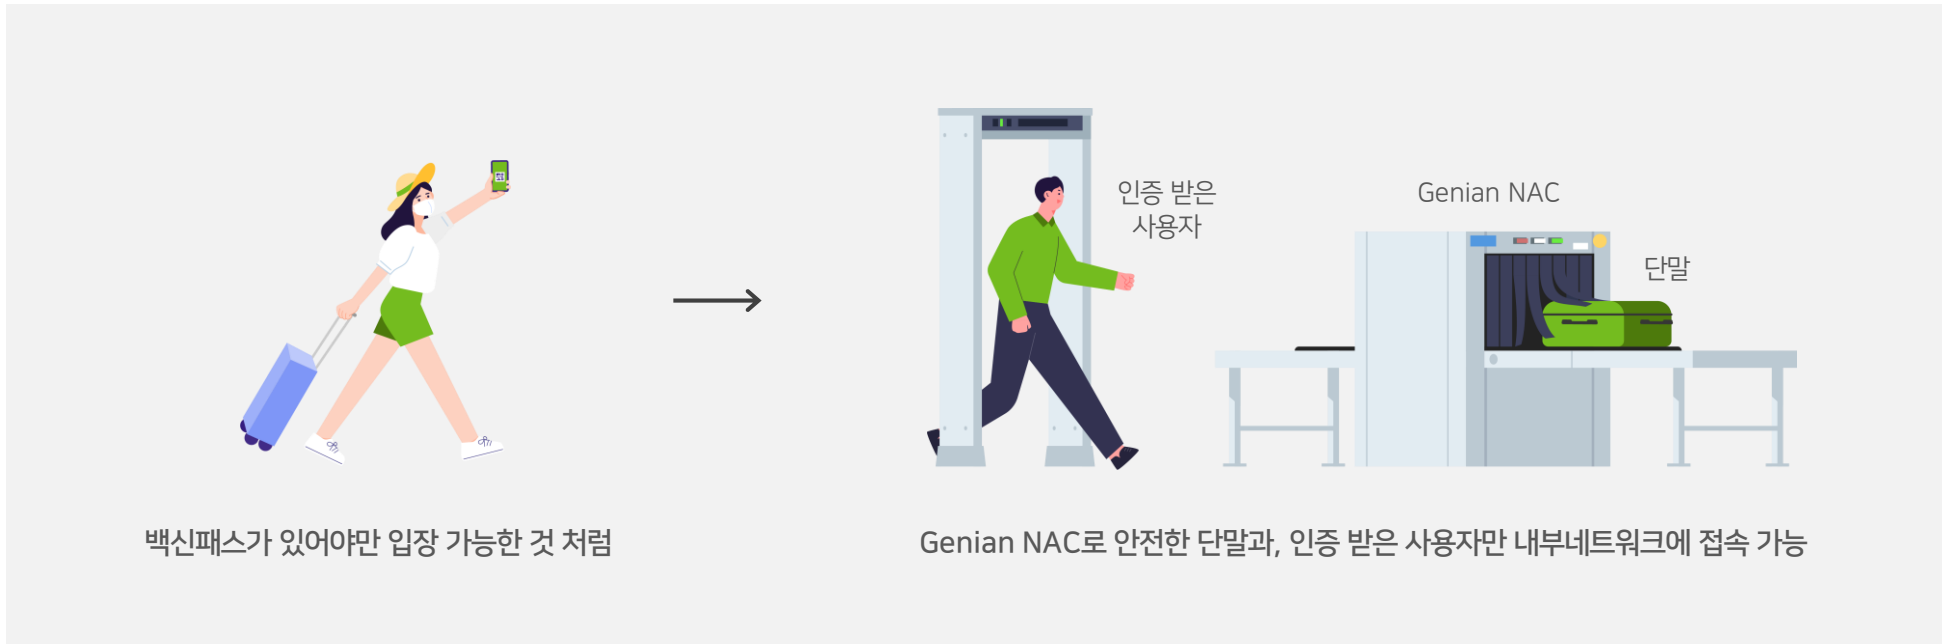 인증 받은
사용자
Genian NAC
단말
백신패스가 있어야만 입장 가능한 것 처럼
Genian NAC로 안전한 단말과, 인증 받은 사용자만 내부네트워크에 접속 가능